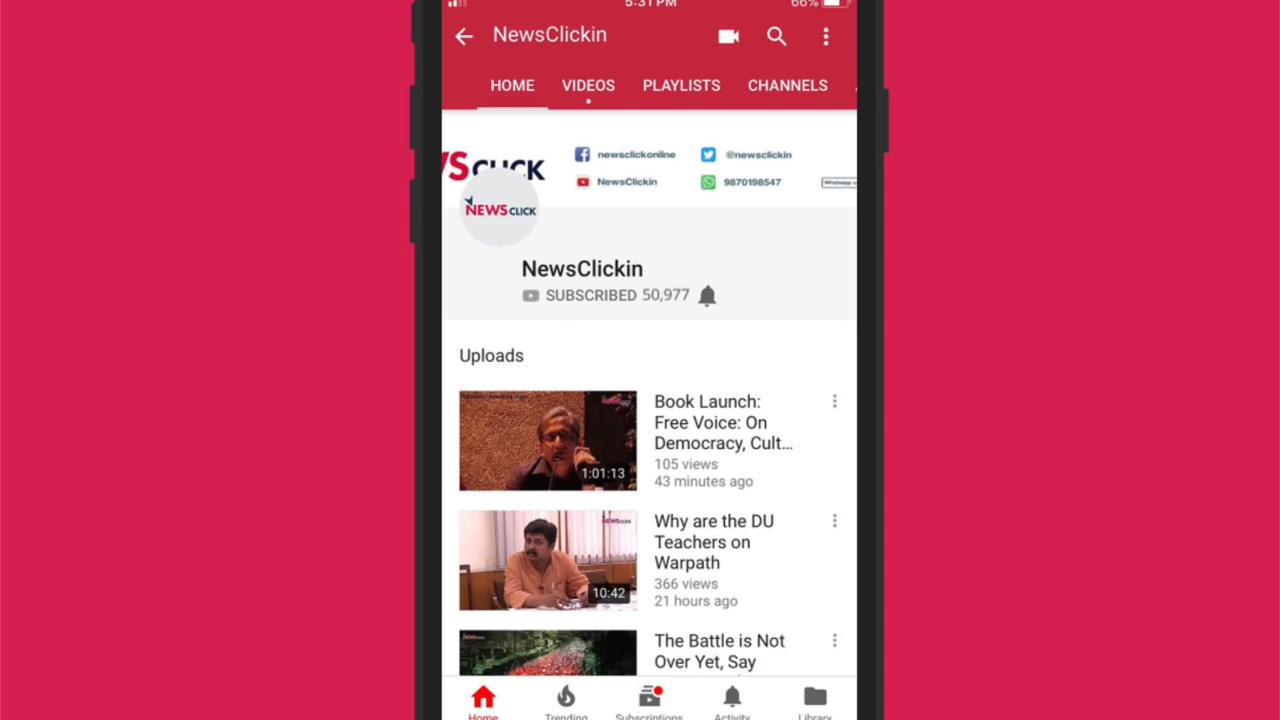 5:31 PM
66%
NewsClickin
HOME
VIDEOS
PLAYLISTS
CHANNELS
WS CLICK
newsclickonline
@newsclickin
NewsClickin
9870198547
NEWS CLICK
NewsClickin
SUBSCRIBED 50,977
Uploads
Book Launch:
Free Voice: On
Democracy, Cult...
105 views
43 minutes ago
1:01:13
Why are the DU
Teachers on
Warpath
366 views
21 hours ago
NEWSCLICK
10:42
The Battle is Not
Over Yet, Say
Home
Trending
Subscriptions
Activity
Library